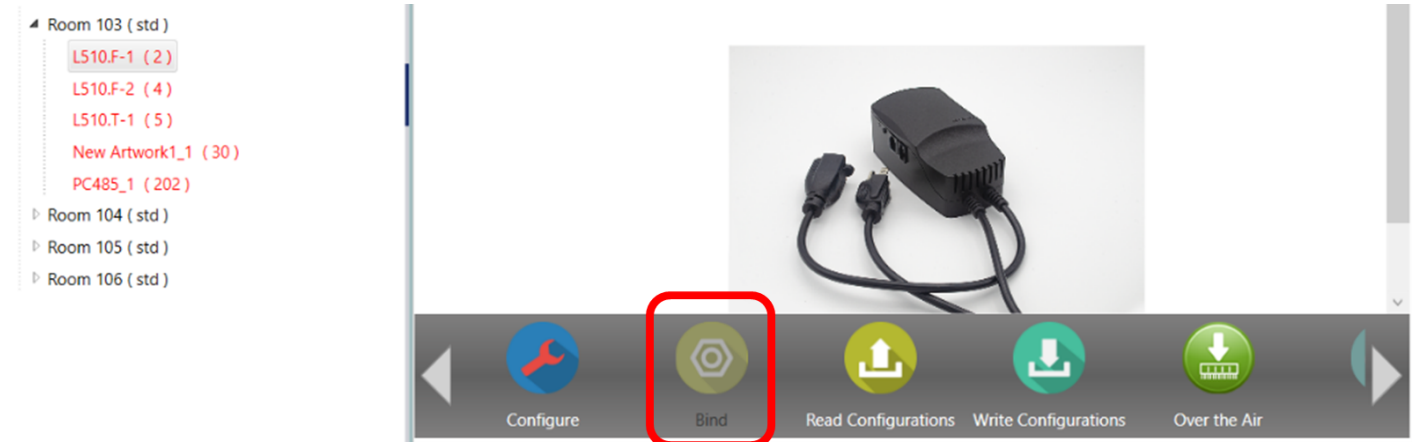 Room 103 ( std )
L510.F-1 ( 2 )
L510.F-2 ( 4 )
L510.T-1 ( 5 )
New Artwork1_1 ( 30 )
PC485_1 ( 202 )
Room 104 ( std )
Room 105 ( std )
Room 106 ( std )
Configure
Bind
Read Configurations
Write Configurations
Over the Air